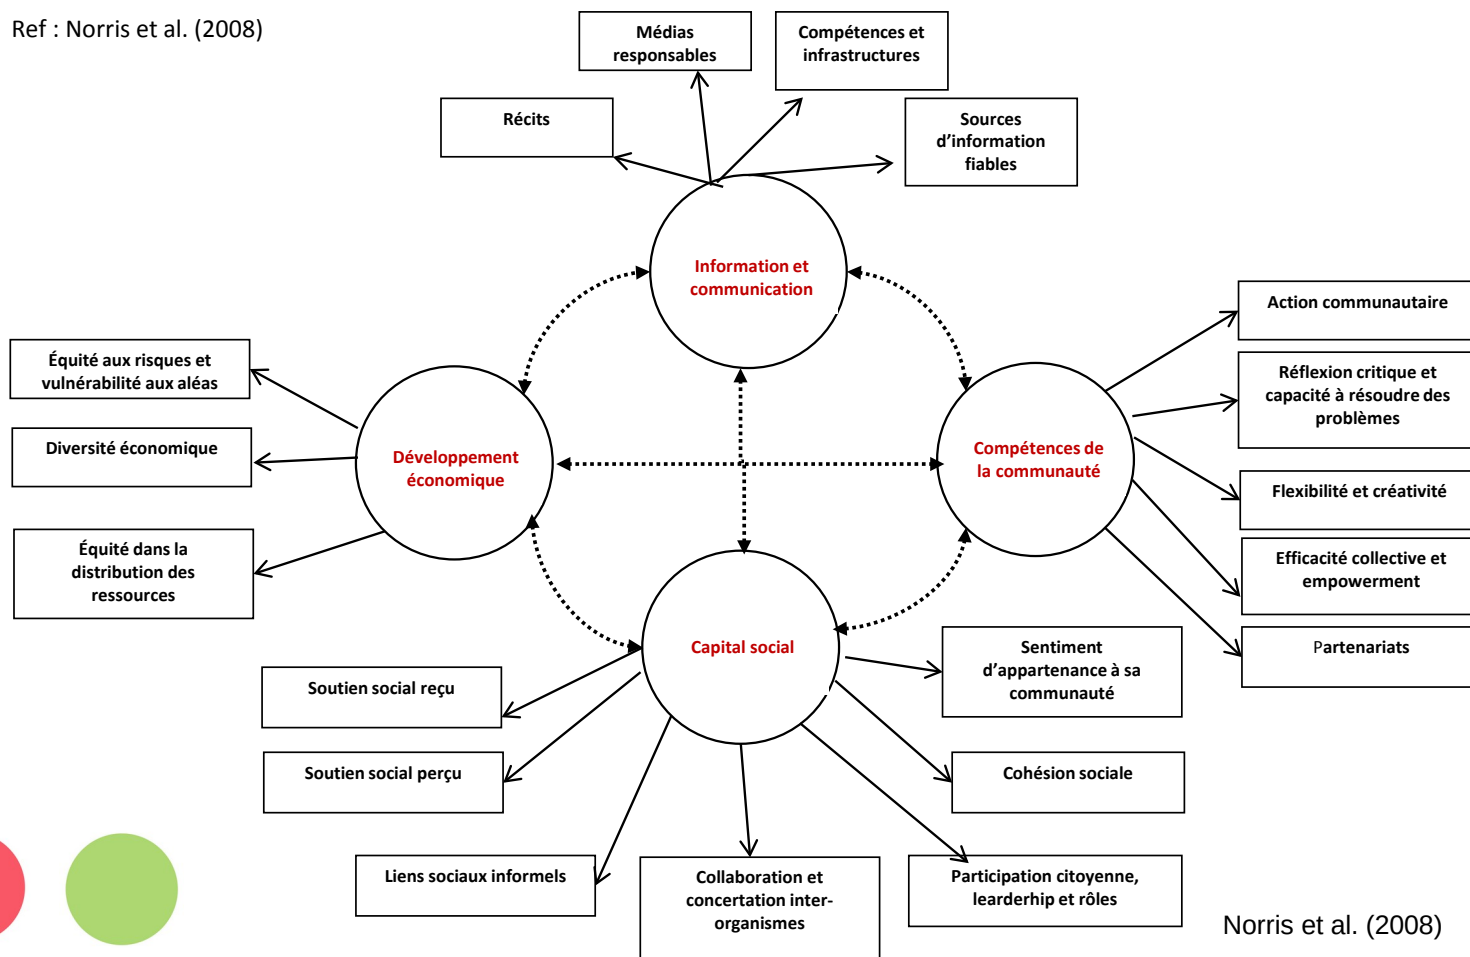 Ref : Norris et al. (2008)
Médias
responsables
Compétences et
infrastructures
Récits
Sources
d’information
fiables
Information et
communication
Action communautaire
Équité aux risques et
vulnérabilité aux aléas
Réflexion critique et
capacité à résoudre des
problèmes
Diversité économique
Développement
économique
Compétences de
la communauté
Flexibilité et créativité
Équité dans la
distribution des
ressources
Efficacité collective et
empowerment
Capital social
Sentiment
d’appartenance à sa
communauté
Partenariats
Soutien social reçu
Soutien social perçu
Cohésion sociale
Liens sociaux informels
Collaboration et
concertation inter-
organismes
Participation citoyenne,
learderhip et rôles
Norris et al. (2008)